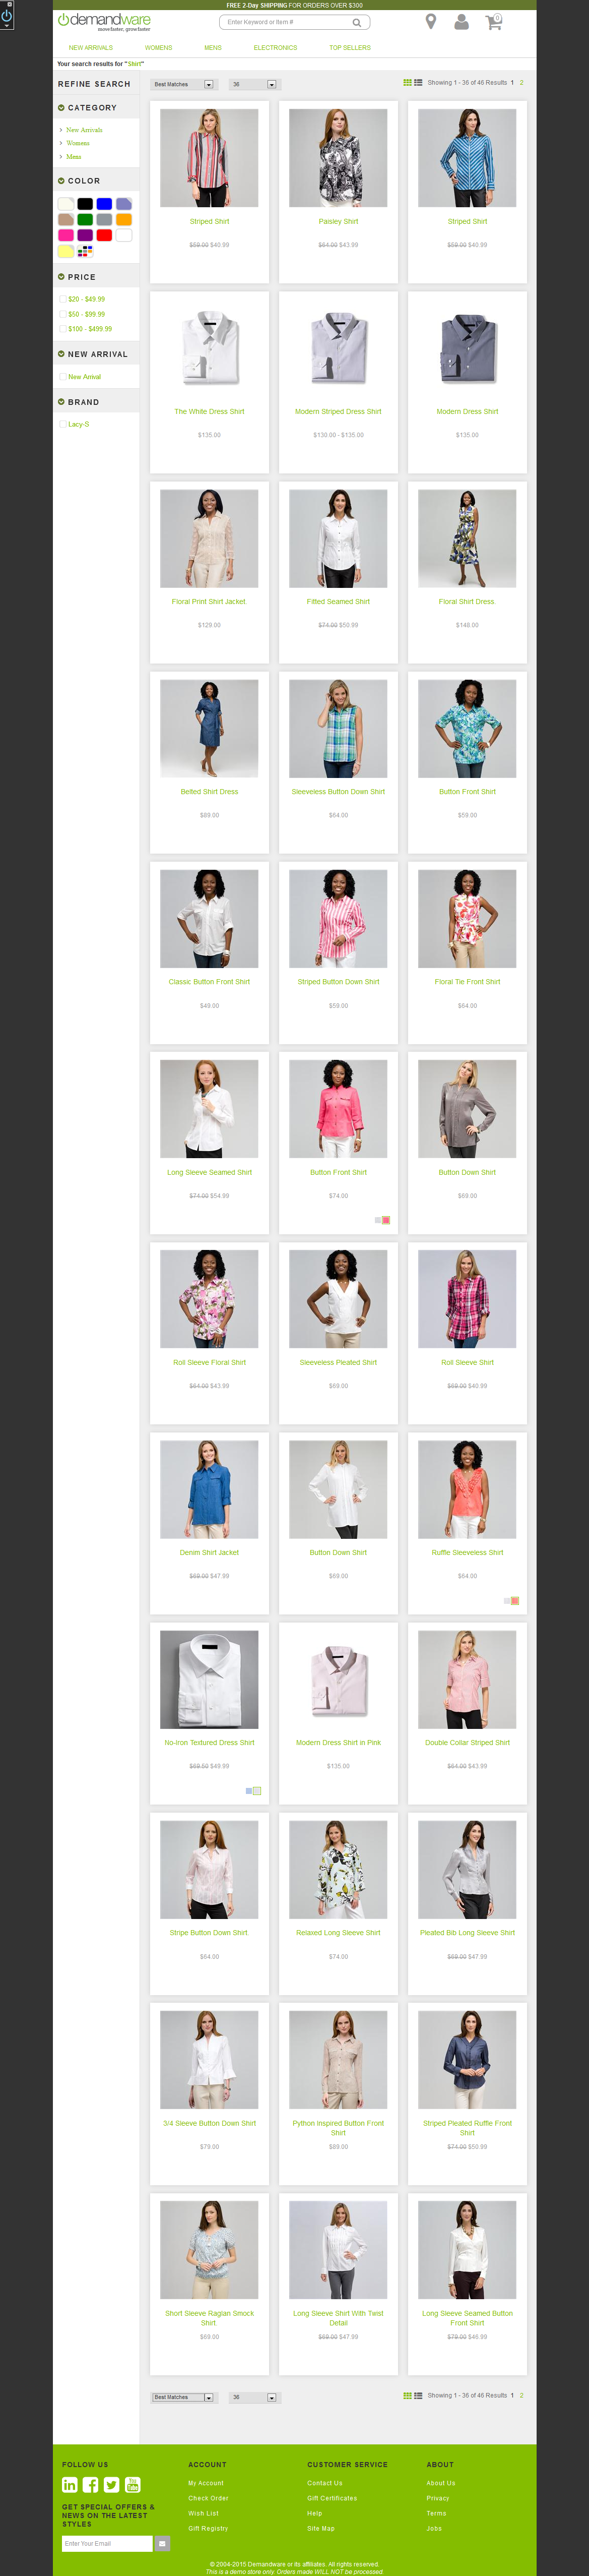 FREE 2-Day SHIPPING FOR ORDERS OVER $300
demandware
move faster, grow faster
Enter Keyword or Item #
0
NEW ARRIVALS WOMENS MENS ELECTRONICS TOP SELLERS
Your search results for "Shirt"
REFINE SEARCH
CATEGORY
New Arrivals
Womens
Mens
COLOR
PRICE
$20 - $49.99
$50 - $99.99
$100 - $499.99
NEW ARRIVAL
New Arrival
BRAND
Lacy-S
Best Matches 36 Showing 1 - 36 of 46 Results 1 2
Striped Shirt Paisley Shirt Striped Shirt
$59.00 $40.99 $64.00 $43.99 $59.00 $40.99
The White Dress Shirt Modern Striped Dress Shirt Modern Dress Shirt
$135.00 $130.00 - $135.00 $135.00
Floral Print Shirt Jacket Fitted Seamed Shirt Floral Shirt Dress.
$129.00 $74.00 $50.99 $148.00
Belted Shirt Dress Sleeveless Button Down Shirt Button Front Shirt
$89.00 $64.00 $59.00
Classic Button Front Shirt Striped Button Down Shirt Floral Tie Front Shirt
$49.00 $59.00 $64.00
Long Sleeve Seamed Shirt Button Front Shirt Button Down Shirt
$74.00 $54.99 $74.00 $69.00
Roll Sleeve Floral Shirt Sleeveless Pleated Shirt Roll Sleeve Shirt
$64.00 $43.99 $59.00 $69.00 $40.99
Denim Shirt Jacket Button Down Shirt Ruffle Sleeveless Shirt
$69.00 $47.99 $69.00 $64.00
No-Iron Textured Dress Shirt Modern Dress Shirt in Pink Double Collar Striped Shirt
$69.50 $49.99 $135.00 $64.00 $43.99
Stripe Button Down Shirt. Relaxed Long Sleeve Shirt Pleated Bib Long Sleeve Shirt
$64.00 $74.00 $69.00 $47.99
3/4 Sleeve Button Down Shirt Python Inspired Button Front Shirt Striped Pleated Ruffle Front Shirt
$79.00 $89.00 $74.00 $50.99
Short Sleeve Raglan Smock Shirt. Long Sleeve Shirt With Twist Detail Long Sleeve Seamed Button Front Shirt
$69.00 $69.00 $47.99 $79.00 $46.99
Best Matches 36 Showing 1 - 36 of 46 Results 1 2
FOLLOW US
You Tube
GET SPECIAL OFFERS & NEWS ON THE LATEST STYLES
Enter Your Email
ACCOUNT
My Account
Check Order
Wish List
Gift Registry
CUSTOMER SERVICE
Contact Us
Gift Certificates
Help
Site Map
ABOUT
About Us
Privacy
Terms
Jobs
© 2004-2015 Demandware or its affiliates. All rights reserved.
This is a demo store only. Orders made WILL NOT be processed.